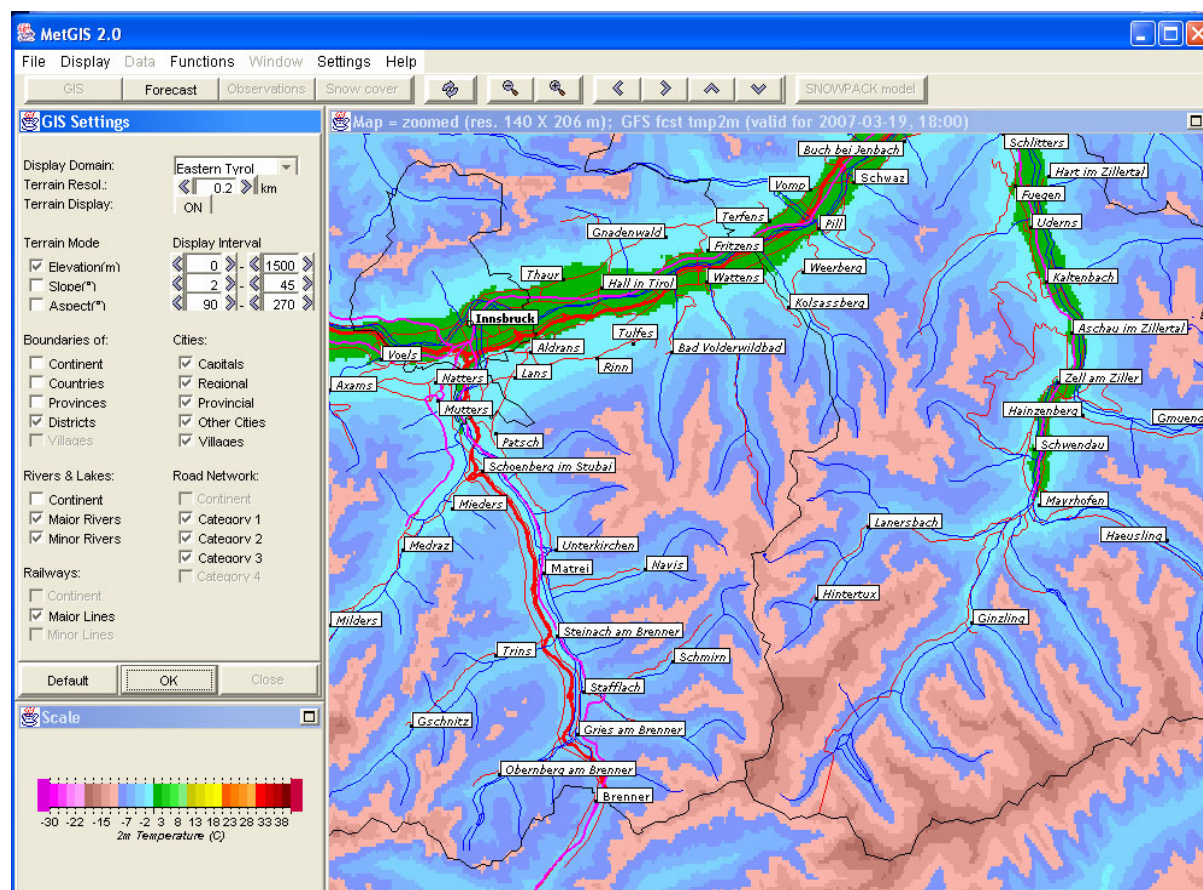 MetGIS 2.0
File Display Data Functions Window Settings Help
GIS Forecast Observations Snow cover SNOWPACK model
GIS Settings
Display Domain: Eastern Tyrol
Terrain Resol.: 0.2 km
Terrain Display: ON
Terrain Mode Display Interval
Elevation(m) 0 - 1500
Slope(°) 2 - 45
Aspect(°) 90 - 270
Boundaries of: Cities:
Continent Capitals
Countries Regional
Provinces Provincial
Districts Other Cities
Villages Villages
Rivers & Lakes: Road Network:
Continent Continent
Major Rivers Category 1
Minor Rivers Category 2
Category 3
Railways: Category 4
Continent
Major Lines
Minor Lines
Default OK Close
Scale
-30 -22 -15 -7 -2 3 8 13 18 23 28 33 38
2m Temperature (C)
Map = zoomed (res. 140 X 206 m); GFS fcst tmp2m (valid for 2007-03-19, 18:00)
Buch bei Jenbach
Schlitters
Hart im Zillertal
Vomp
Schwaz
Fuegen
Terfens
Pill
Uderns
Gnadenwald
Fritzens
Weerberg
Thaur
Hall in Tirol
Wattens
Kaltenbach
Kolsassberg
Innsbruck
Tulfes
Aschau im Zillertal
Voels
Aldrans
Bad Volderwildbad
Rinn
Lans
Axams
Natters
Zell am Ziller
Mutters
Hainzenberg
Gmuend
Patsch
Schwendau
Schoenberg im Stubai
Mieders
Mayrhofen
Lanersbach
Haeusling
Medraz
Unterkirchen
Matrei
Navis
Hintertux
Milders
Ginzling
Steinach am Brenner
Trins
Schmirn
Stafflach
Gschnitz
Gries am Brenner
Obernberg am Brenner
Brenner